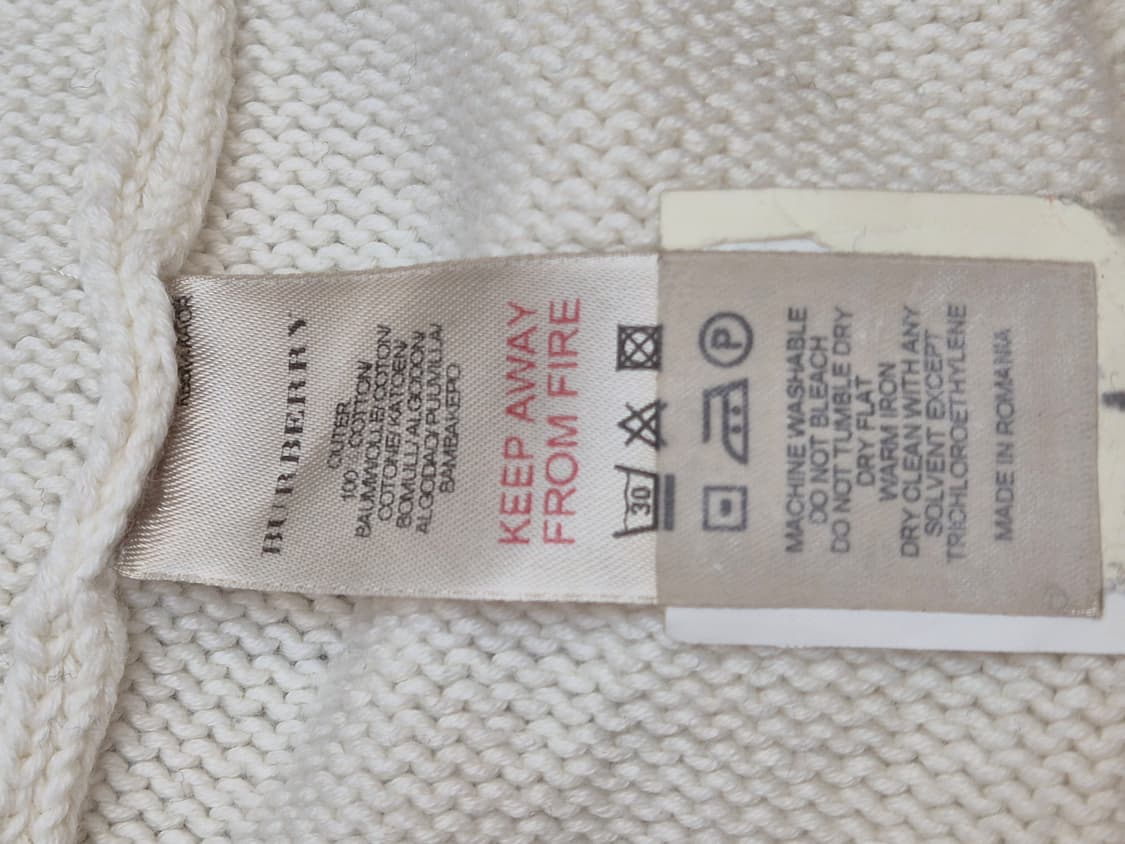 BURBERRY
OUTER
100 COTTON
BAUMWOLLE/COTON/
COTONE/KATOEN/
BOMULL/ALGODON/
ALGODAO/PUUVILLA/
BAMBAKERO
KEEP AWAY
FROM FIRE
30
P
MACHINE WASHABLE
DO NOT BLEACH
DO NOT TUMBLE DRY
DRY FLAT
WARM IRON
DRY CLEAN WITH ANY
SOLVENT EXCEPT
TRICHLOROETHYLENE
MADE IN ROMANIA